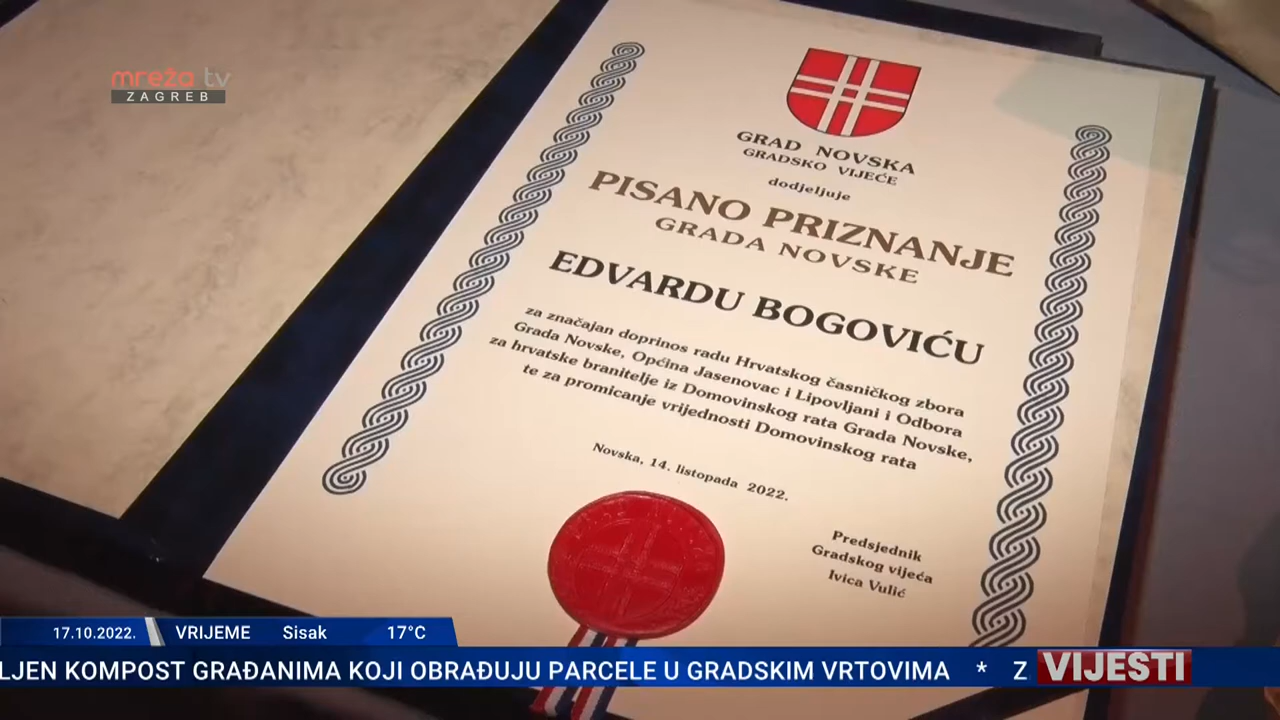 mreža tv
ZAGREB
GRAD NOVSKA
GRADSKO VIJEĆE
dodjeljuje
PISANO PRIZNANJE
GRADA NOVSKE
EDVARDU BOGOVIĆU
za značajan doprinos radu Hrvatskog časničkog zbora
Grada Novske, Općina Jasenovac i Lipovljani i Odbora
za hrvatske branitelje iz Domovinskog rata Grada Novske,
te za promicanje vrijednosti Domovinskog rata
Novska, 14. listopada 2022.
Predsjednik
Gradskog vijeća
Ivica Vulić
17.10.2022. VRIJEME Sisak 17°C
LJEN KOMPOST GRAĐANIMA KOJI OBRAĐUJU PARCELE U GRADSKIM VRTOVIMA * Z VIJESTI